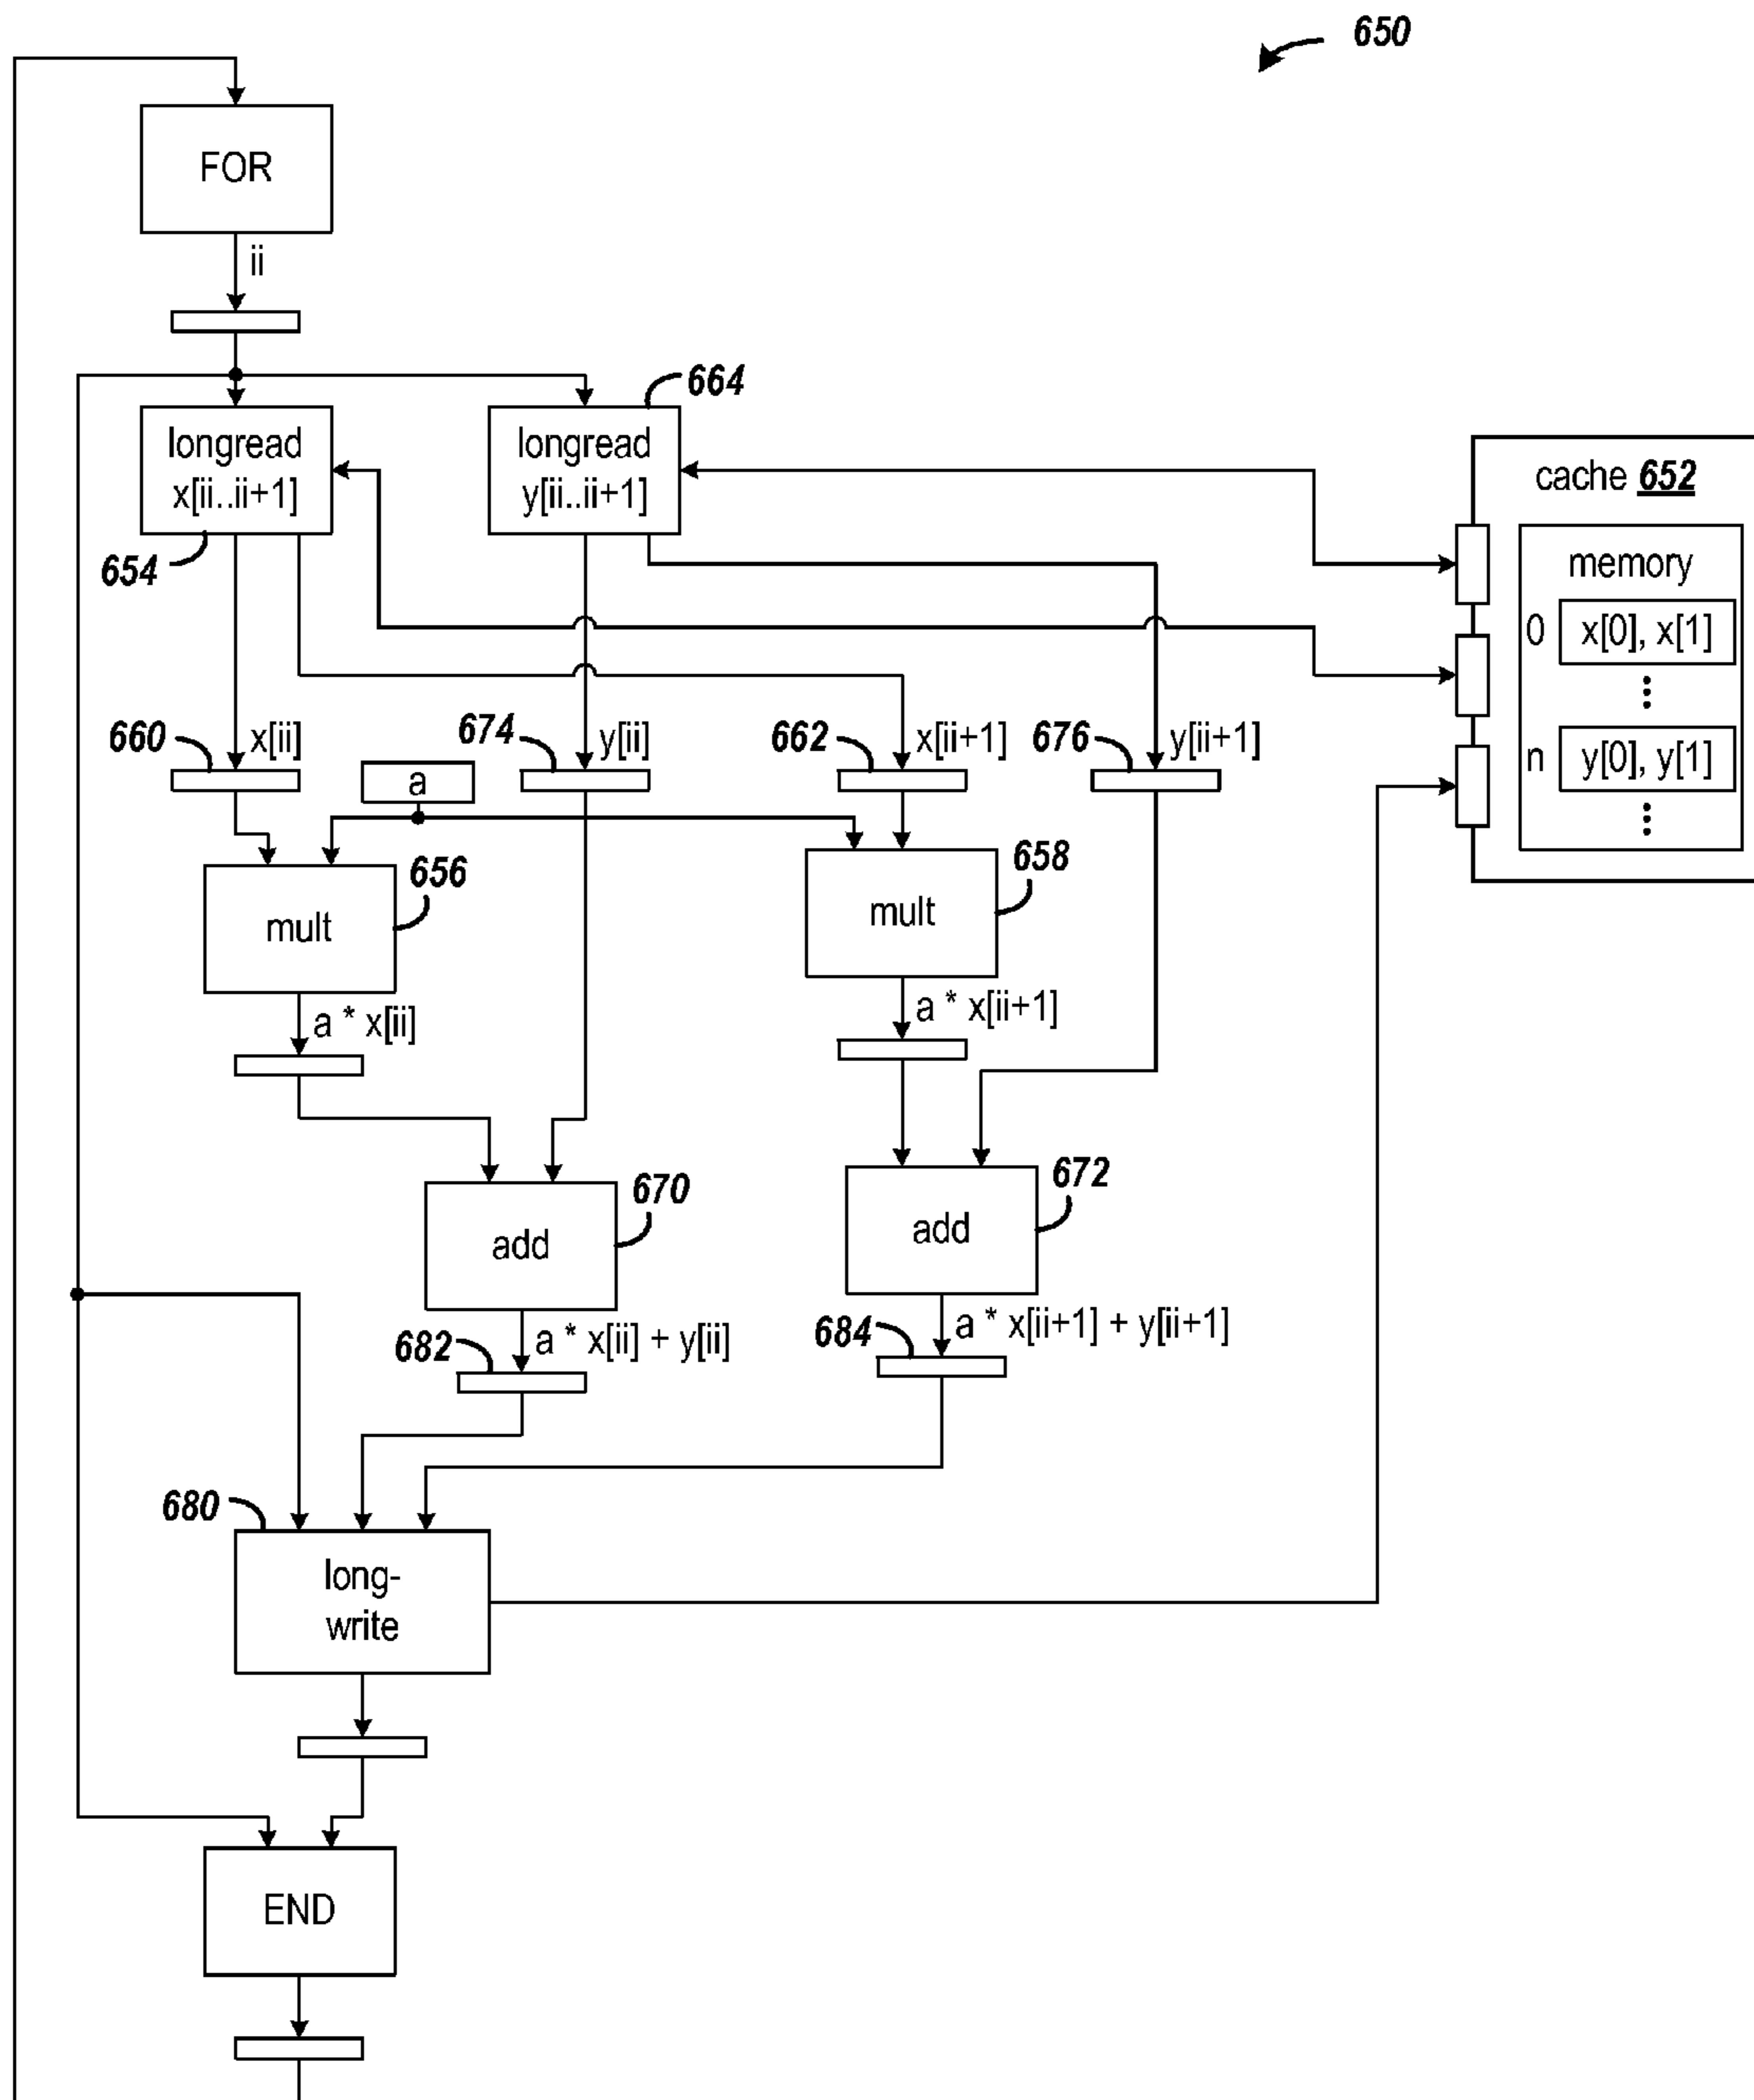 650
FOR
ii
664
longread
x[ii..ii+1]
longread
y[ii..ii+1]
654
cache 652
memory
0 x[0], x[1]
n y[0], y[1]
660
x[ii]
674
y[ii]
662
x[ii+1]
676
y[ii+1]
a
656
mult
658
mult
a * x[ii]
a * x[ii+1]
670
add
672
add
682
a * x[ii] + y[ii]
684
a * x[ii+1] + y[ii+1]
680
long-
write
END